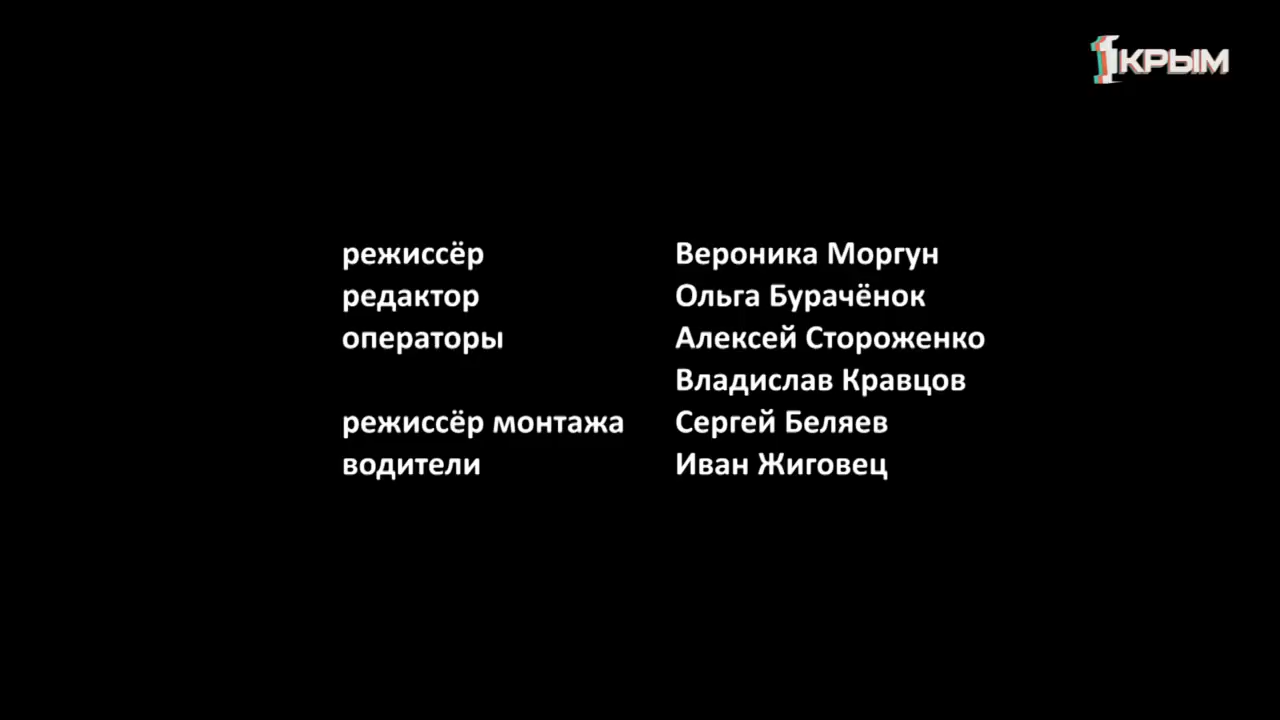 1КРЫМ
режиссёр Вероника Моргун
редактор Ольга Бурачёнок
операторы Алексей Стороженко
Владислав Кравцов
режиссёр монтажа Сергей Беляев
водители Иван Жиговец